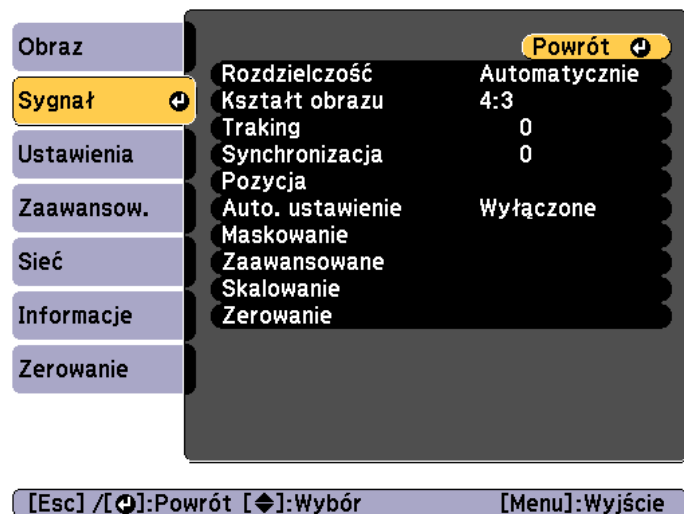 Obraz
Sygnał
Ustawienia
Zaawansow.
Sieć
Informacje
Zerowanie
Powrót
Rozdzielczość Automatycznie
Kształt obrazu 4:3
Traking 0
Synchronizacja 0
Pozycja
Auto. ustawienie Wyłączone
Maskowanie
Zaawansowane
Skalowanie
Zerowanie
[Esc] /[⏎]:Powrót [◆]:Wybór [Menu]:Wyjście